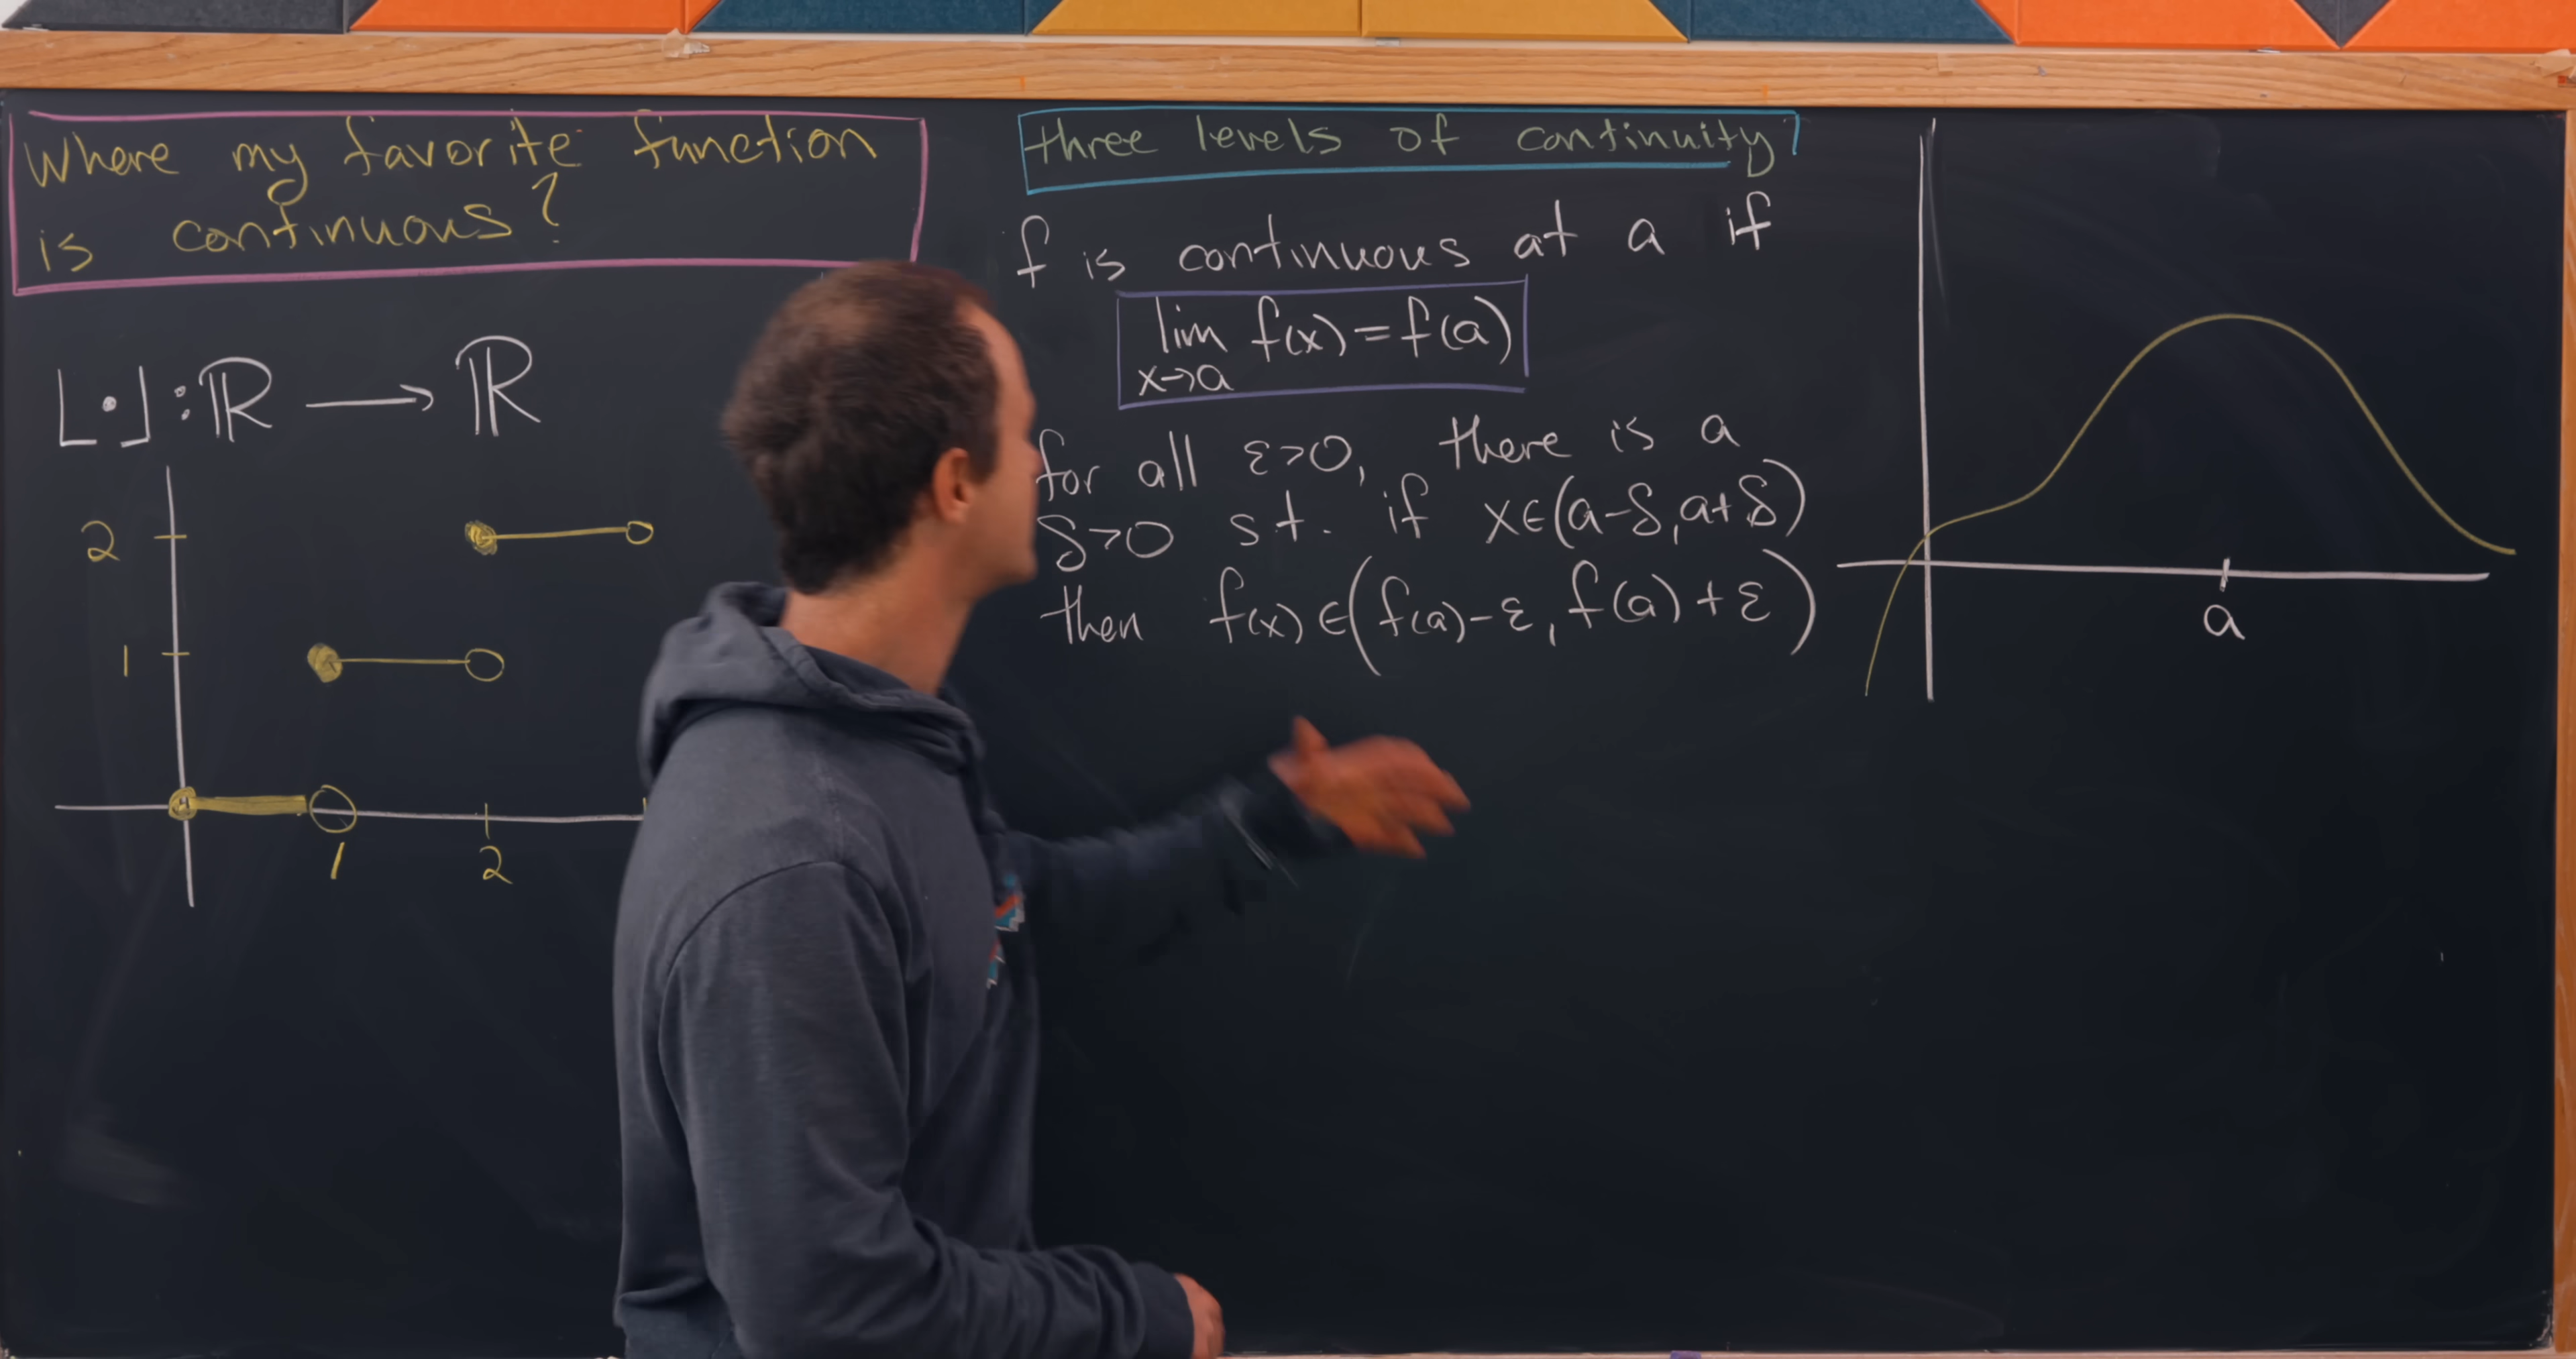 Where my favorite function
is continuous?
⌊·⌋: ℝ ⟶ ℝ
2
1
1
2
three levels of continuity?
f is continuous at a if
lim f(x) = f(a)
x→a
for all ε>0, there is a
δ>0 st. if x∈(a-δ,a+δ)
then f(x)∈(f(a)-ε, f(a)+ε)
a